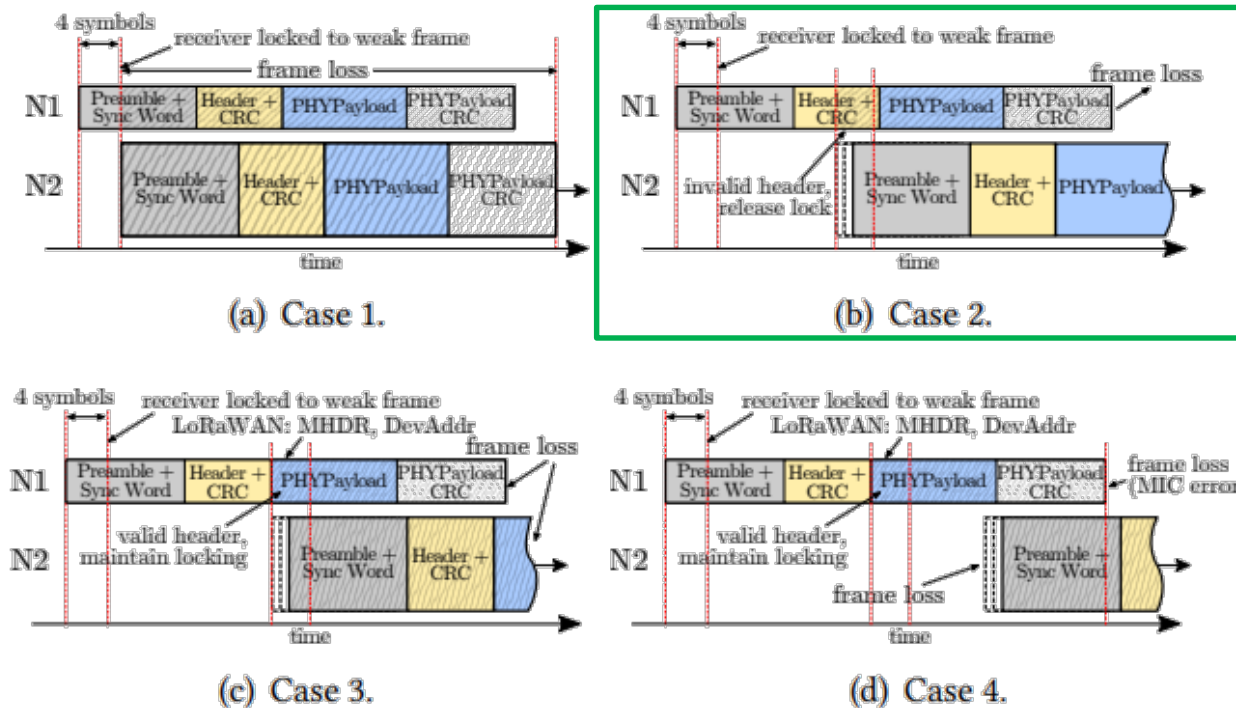 4 symbols
receiver locked to weak frame
frame loss
N1
Preamble +
Sync Word
Header +
CRC
PHYPayload
PHYPayload
CRC
N2
Preamble +
Sync Word
Header +
CRC
PHYPayload
PHYPayload
CRC
time
(a) Case 1.
4 symbols
receiver locked to weak frame
frame loss
N1
Preamble +
Sync Word
Header +
CRC
PHYPayload
PHYPayload
CRC
N2
invalid header,
release lock
Preamble +
Sync Word
Header +
CRC
PHYPayload
time
(b) Case 2.
4 symbols
receiver locked to weak frame
LoRaWAN: MHDR, DevAddr
frame loss
N1
Preamble +
Sync Word
Header +
CRC
PHYPayload
PHYPayload
CRC
valid header,
maintain locking
N2
Preamble +
Sync Word
Header +
CRC
time
(c) Case 3.
4 symbols
receiver locked to weak frame
LoRaWAN: MHDR, DevAddr
N1
Preamble +
Sync Word
Header +
CRC
PHYPayload
PHYPayload
CRC
frame loss
(MIC error
valid header,
maintain locking
N2
frame loss
Preamble +
Sync Word
time
(d) Case 4.